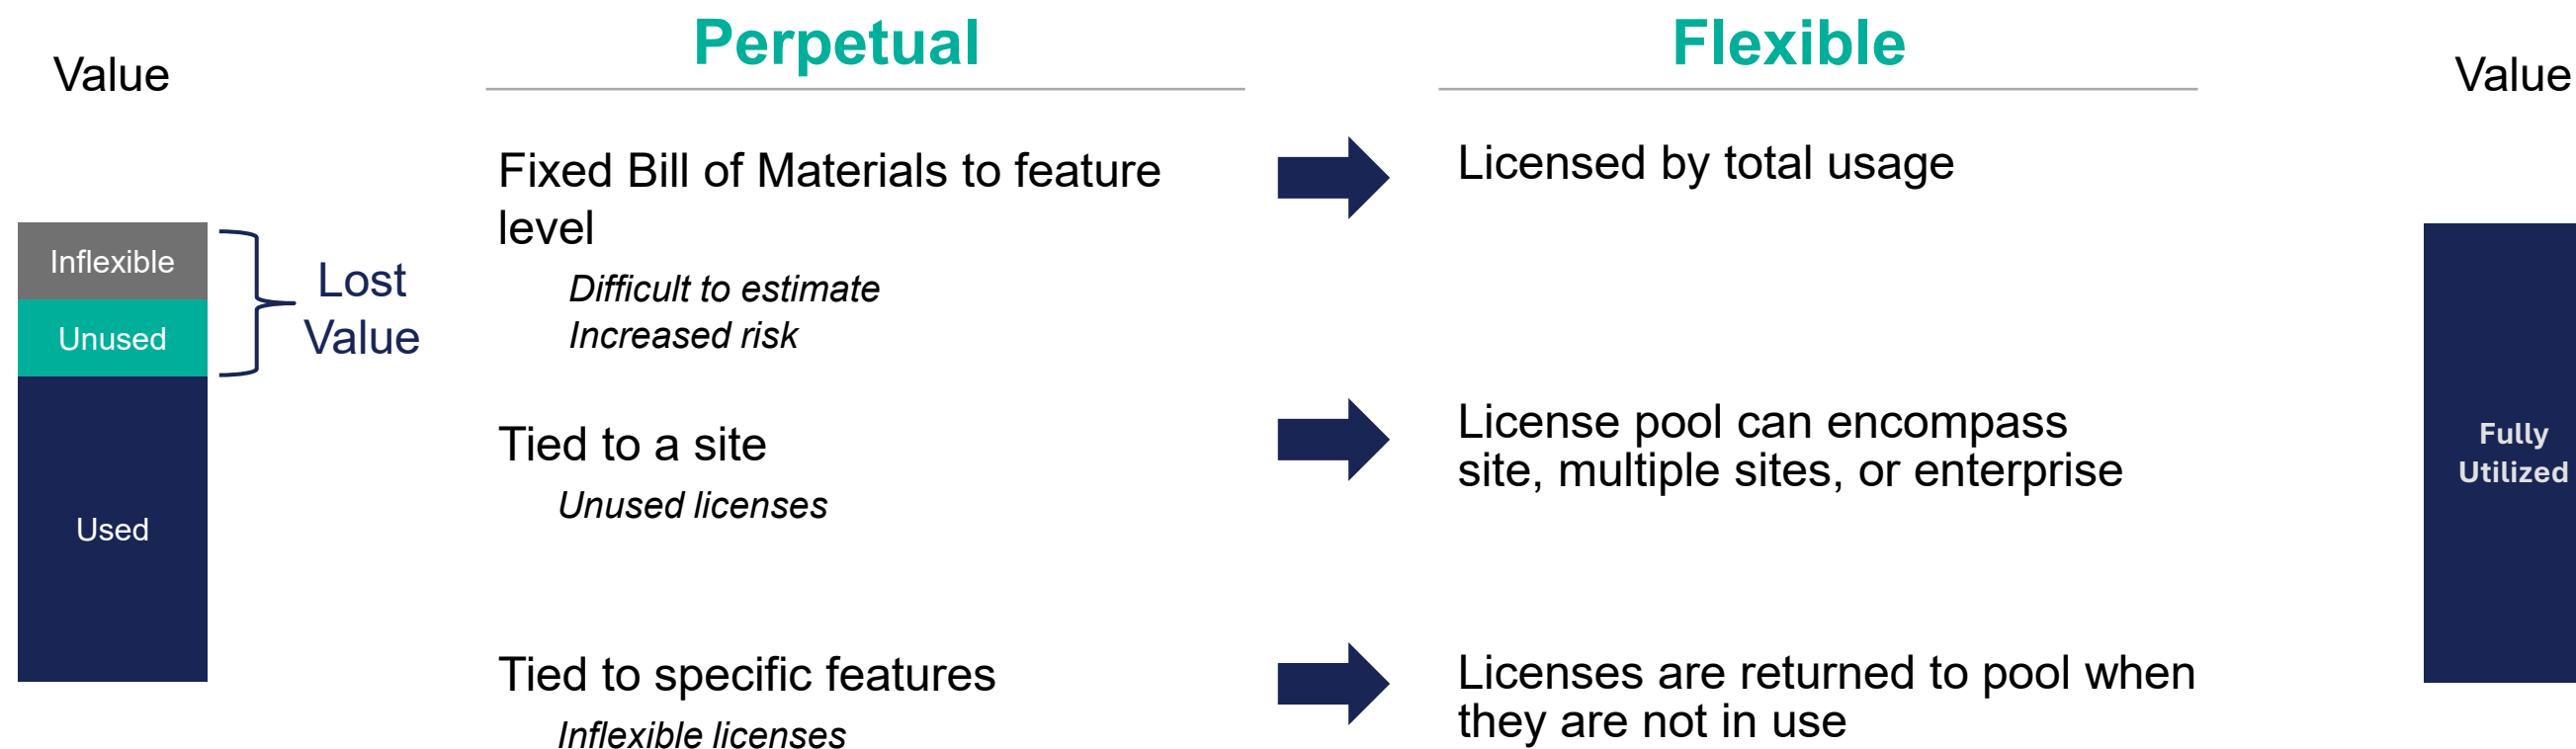 Value
Inflexible
Unused
Used
Lost
Value
Perpetual
Fixed Bill of Materials to feature
level
Difficult to estimate
Increased risk
Tied to a site
Unused licenses
Tied to specific features
Inflexible licenses
Flexible
Licensed by total usage
License pool can encompass
site, multiple sites, or enterprise
Licenses are returned to pool when
they are not in use
Value
Fully
Utilized